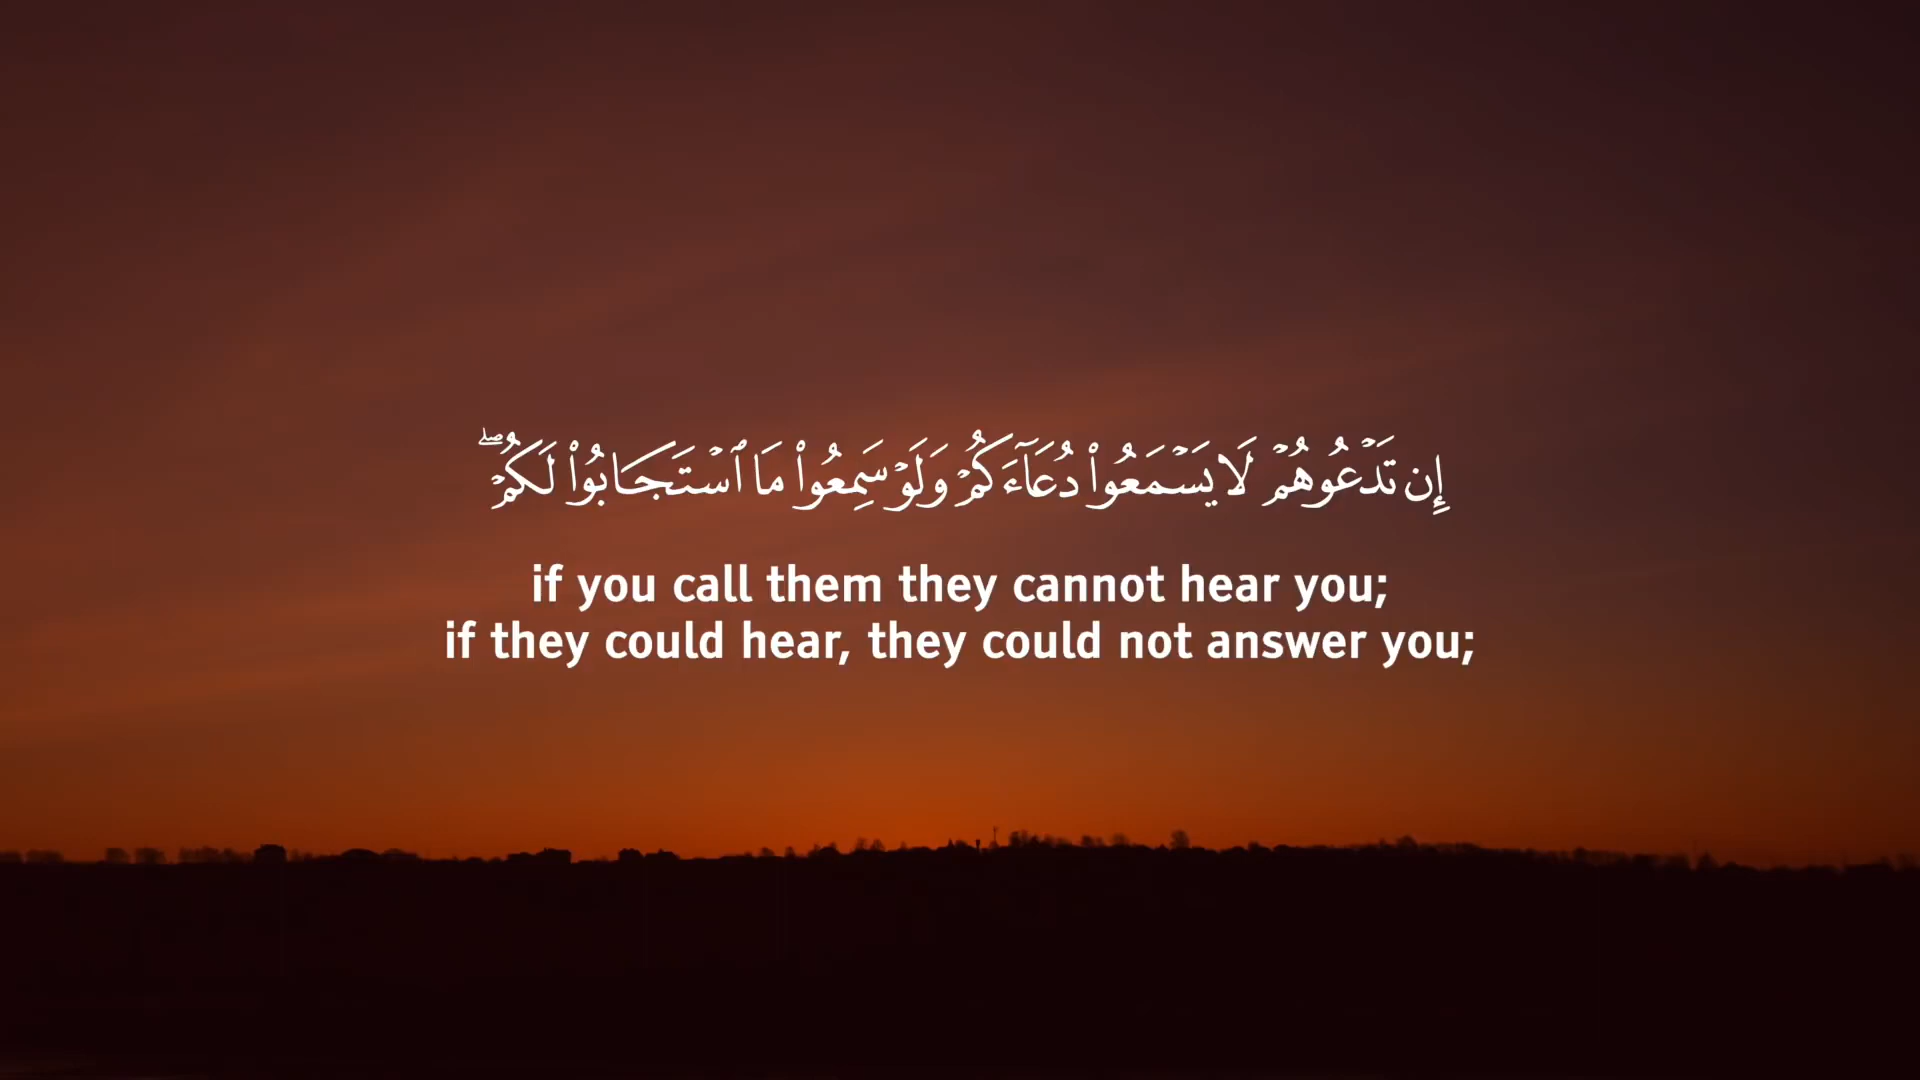 إِن تَدْعُوهُمْ لَا يَسْمَعُوا۟ دُعَآءَكُمْ وَلَوْ سَمِعُوا۟ مَا ٱسْتَجَابُوا۟ لَكُمْ ۖ
if you call them they cannot hear you;
if they could hear, they could not answer you;